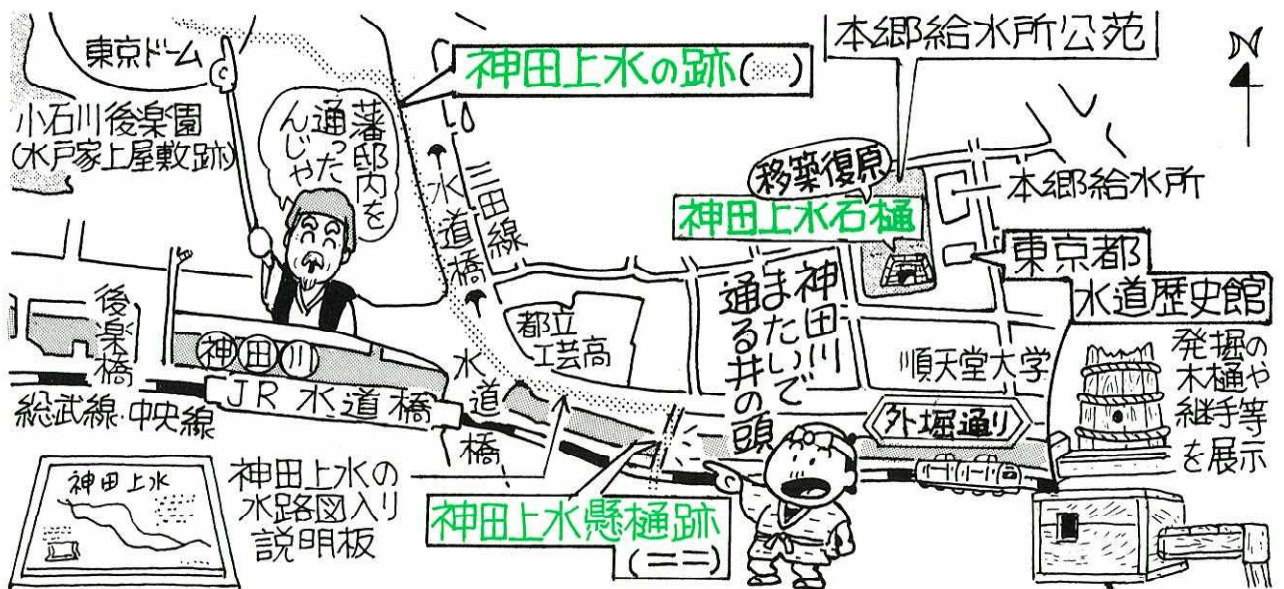 東京ドーム
小石川後楽園
(水戸家上屋敷跡)
藩邸内を
通った
んじゃ
神田上水の跡( )
本郷給水所公苑
N
水道橋
三田線
移築復原
神田上水石樋
本郷給水所
東京都
水道歴史館
発掘の
木樋や
継手等
を展示
後楽橋
神田川
JR水道橋
総武線・中央線
水道橋
都立
工芸高
神田川
またいで
通る井の頭
順天堂大学
外堀通り
神田上水
神田上水の
水路図入り
説明板
神田上水懸樋跡
(==)